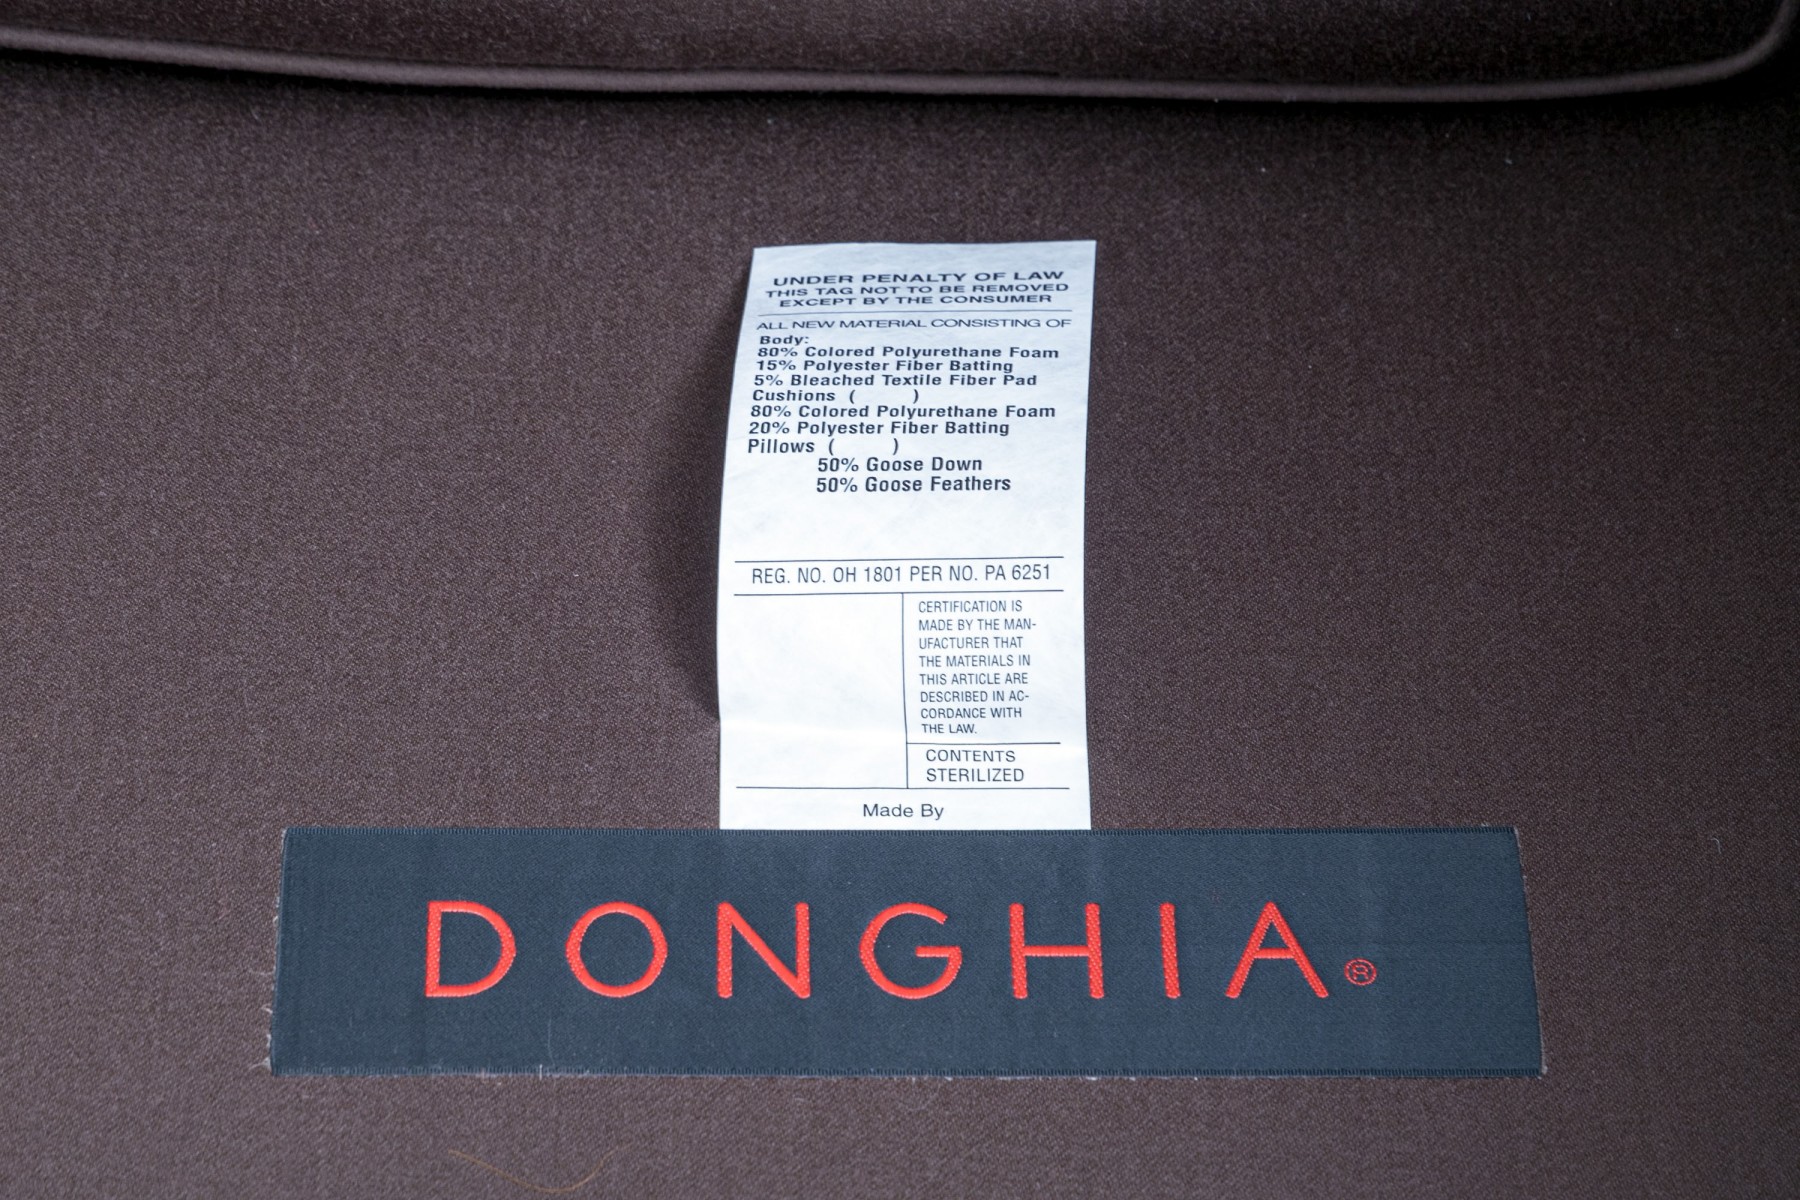 UNDER PENALTY OF LAW
THIS TAG NOT TO BE REMOVED
EXCEPT BY THE CONSUMER
ALL NEW MATERIAL CONSISTING OF
Body:
80% Colored Polyurethane Foam
15% Polyester Fiber Batting
5% Bleached Textile Fiber Pad
Cushions (      )
80% Colored Polyurethane Foam
20% Polyester Fiber Batting
Pillows (      )
50% Goose Down
50% Goose Feathers
REG. NO. OH 1801 PER NO. PA 6251
CERTIFICATION IS
MADE BY THE MAN-
UFACTURER THAT
THE MATERIALS IN
THIS ARTICLE ARE
DESCRIBED IN AC-
CORDANCE WITH
THE LAW.
CONTENTS
STERILIZED
Made By
DONGHIA®